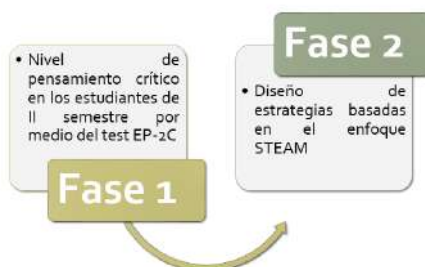 • Nivel de
pensamiento crítico
en los estudiantes de
II semestre por
medio del test EP-2C
Fase 1
Fase 2
• Diseño de
estrategias basadas
en el enfoque
STEAM